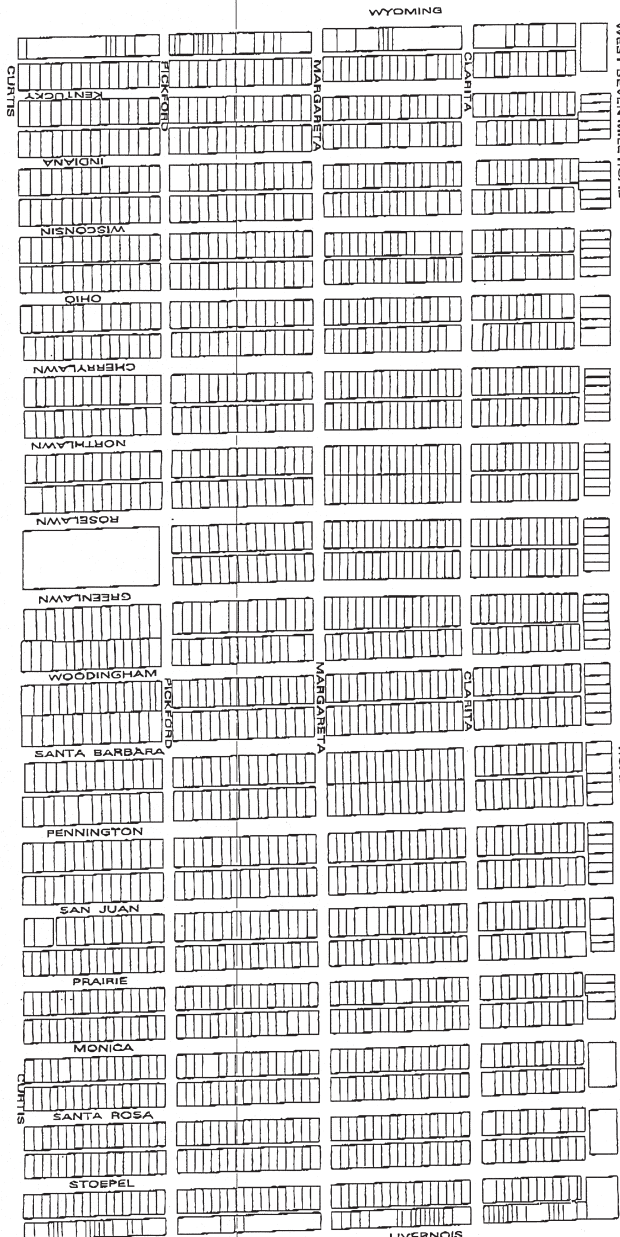 WYOMING
CURTIS
PICKFORD
MARGARETA
CLARITA
KENTUCKY
INDIANA
WISCONSIN
OHIO
CHERRYLAWN
NORTHLAWN
ROSELAWN
GREENLAWN
WOODINGHAM
PICKFORD
MARGARETA
CLARITA
SANTA BARBARA
PENNINGTON
SAN JUAN
PRAIRIE
MONICA
CURTIS
SANTA ROSA
STOEPEL
LIVERNOIS